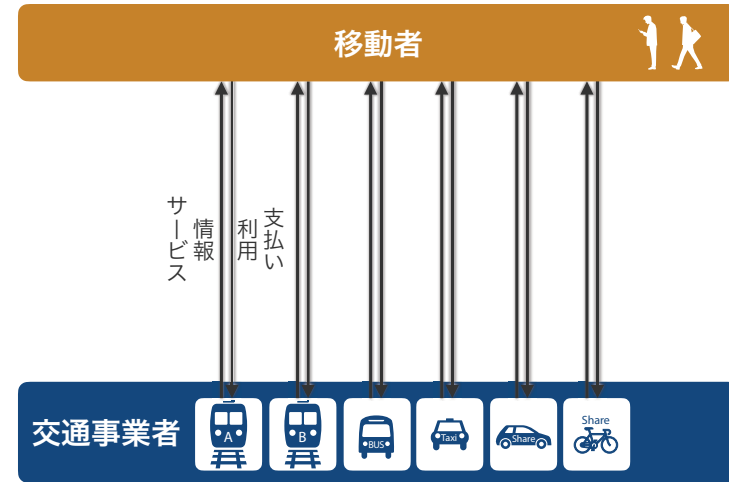 移動者
サービス
情報
利用
支払い
交通事業者
A
B
BUS
Taxi
Share
Share